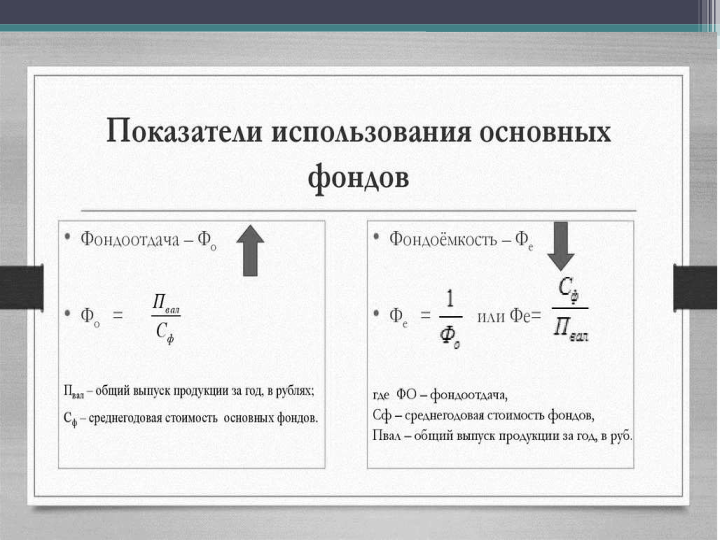 Показатели использования основных
фондов
• Фондоотдача – Фо
• Фо = Пвал / Сф
Пвал – общий выпуск продукции за год, в рублях;
Сф – среднегодовая стоимость основных фондов.
• Фондоёмкость – Фе
• Фе = 1 / Фо или Фе= Сф / Пвал
где ФО – фондоотдача,
Сф – среднегодовая стоимость фондов,
Пвал – общий выпуск продукции за год, в руб.